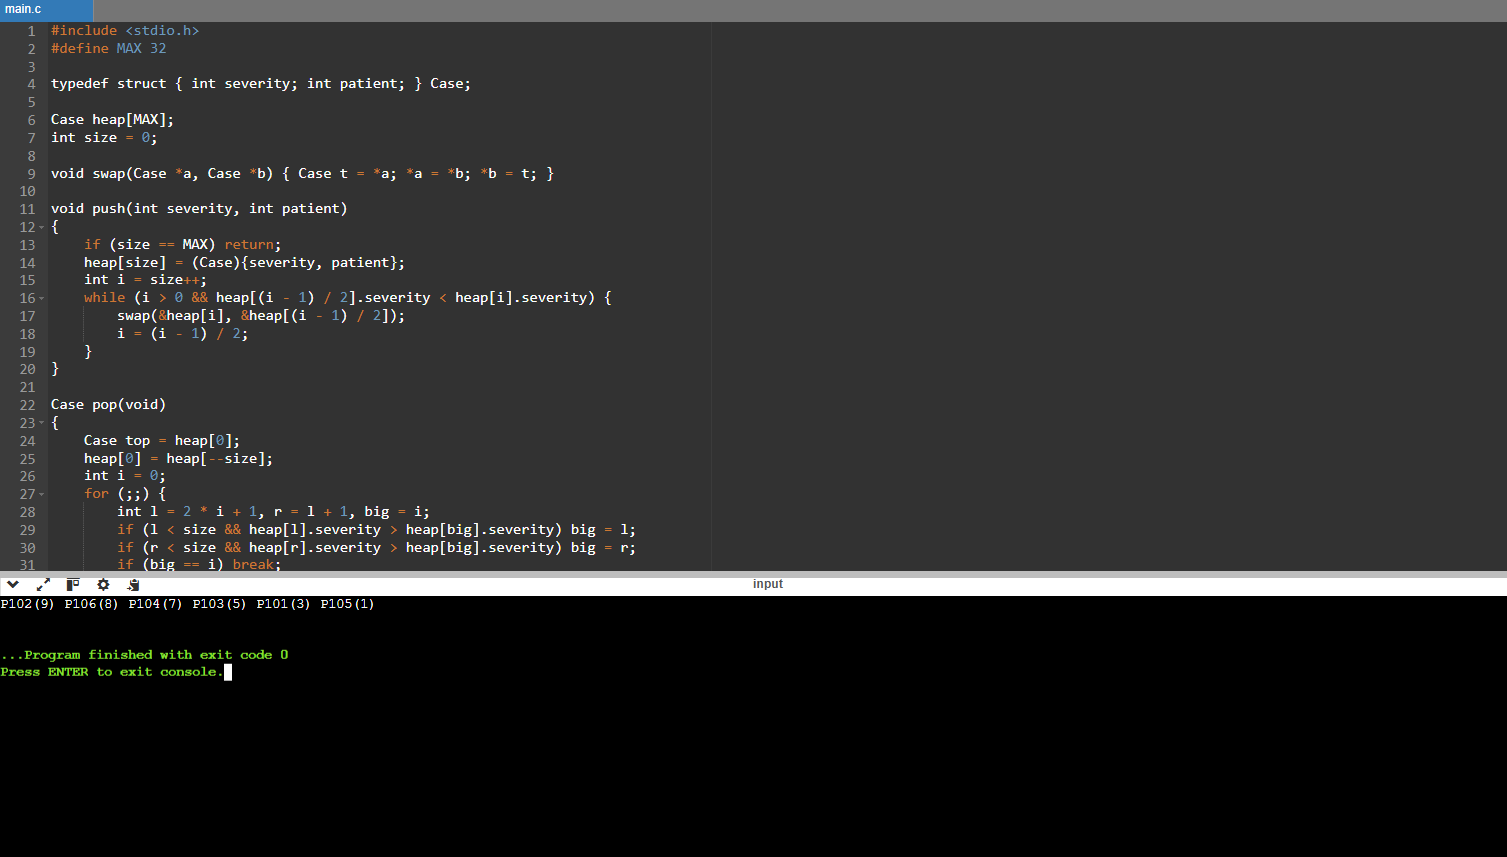 main.c
1 #include <stdio.h>
2 #define MAX 32
3
4 typedef struct { int severity; int patient; } Case;
5
6 Case heap[MAX];
7 int size = 0;
8
9 void swap(Case *a, Case *b) { Case t = *a; *a = *b; *b = t; }
10
11 void push(int severity, int patient)
12 {
13     if (size == MAX) return;
14     heap[size] = (Case){severity, patient};
15     int i = size++;
16     while (i > 0 && heap[(i - 1) / 2].severity < heap[i].severity) {
17         swap(&heap[i], &heap[(i - 1) / 2]);
18         i = (i - 1) / 2;
19     }
20 }
21
22 Case pop(void)
23 {
24     Case top = heap[0];
25     heap[0] = heap[--size];
26     int i = 0;
27     for (;;) {
28         int l = 2 * i + 1, r = l + 1, big = i;
29         if (l < size && heap[l].severity > heap[big].severity) big = l;
30         if (r < size && heap[r].severity > heap[big].severity) big = r;
31         if (big == i) break;
input
P102(9) P106(8) P104(7) P103(5) P101(3) P105(1)
...Program finished with exit code 0
Press ENTER to exit console.